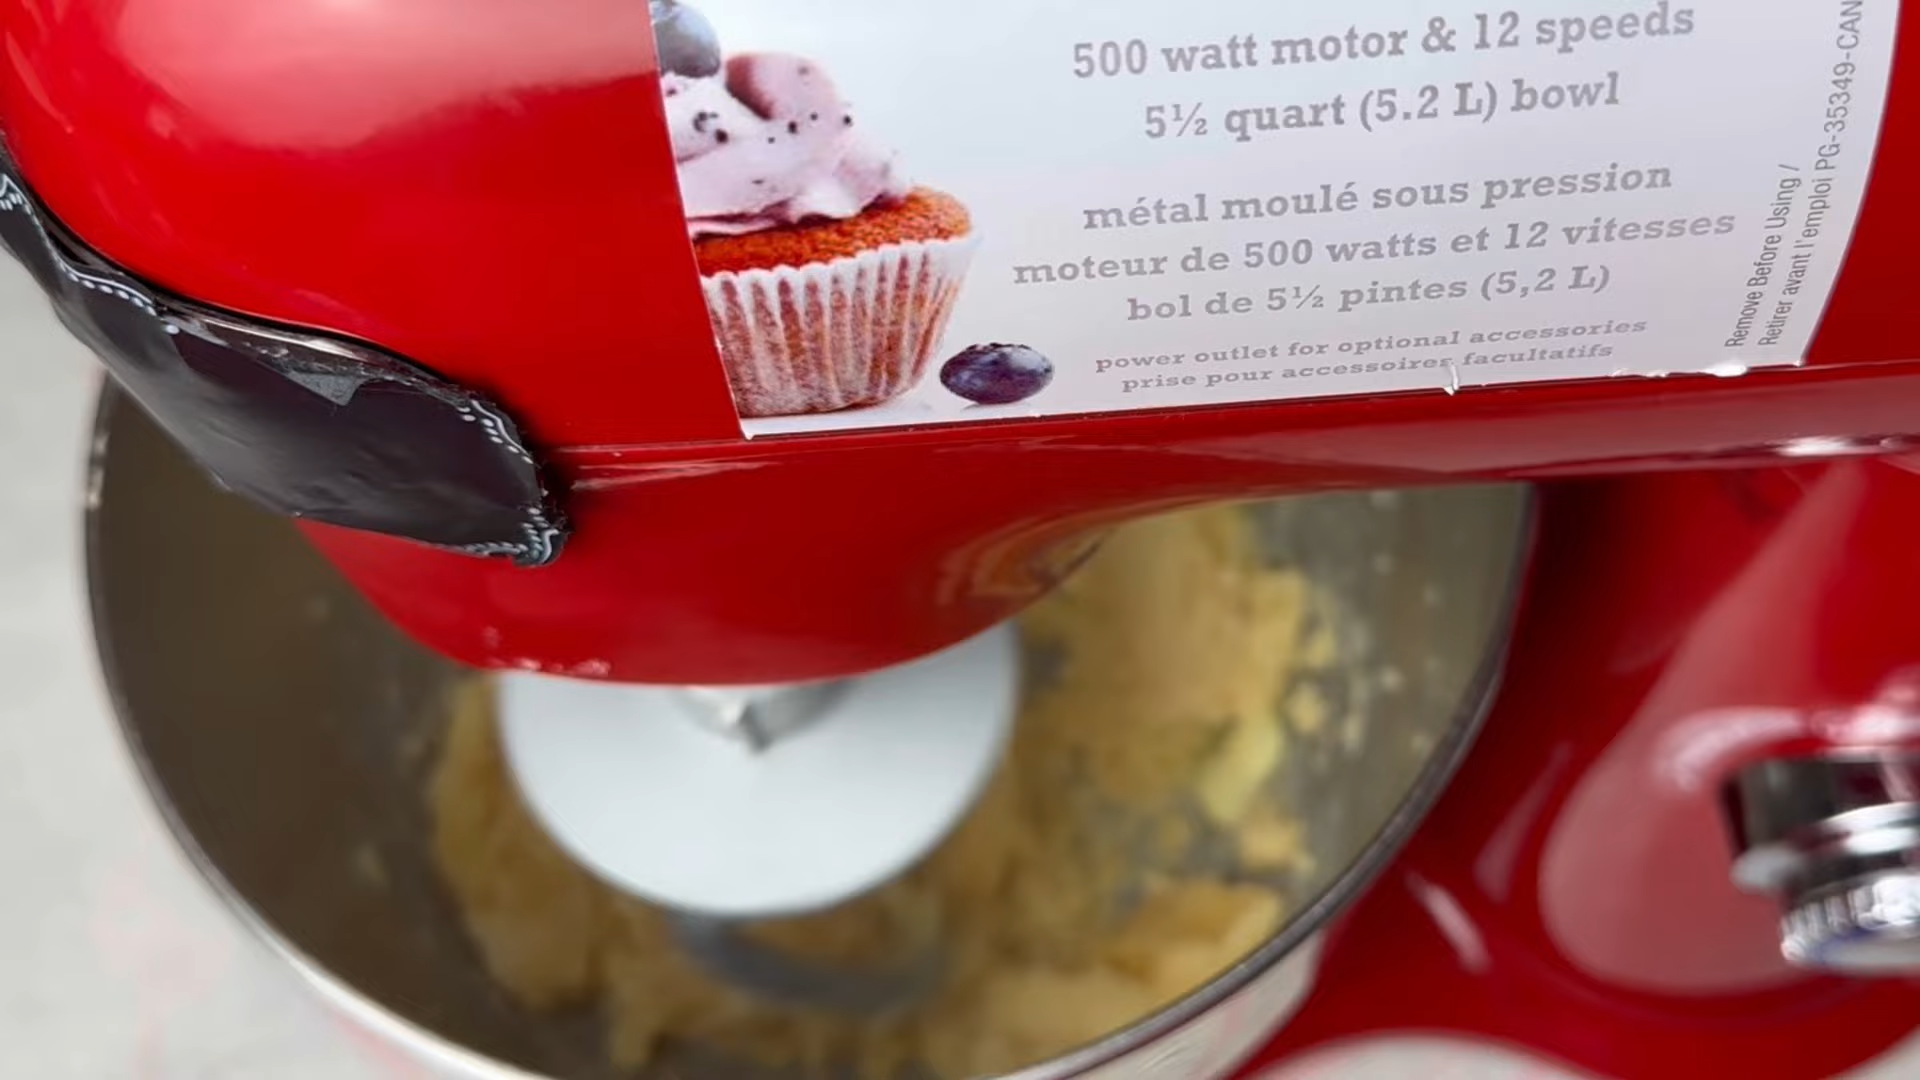 500 watt motor & 12 speeds
5½ quart (5.2 L) bowl
métal moulé sous pression
moteur de 500 watts et 12 vitesses
bol de 5½ pintes (5,2 L)
power outlet for optional accessories
prise pour accessoires facultatifs
Remove Before Using /
Retirer avant l'emploi PG-35349-CAN